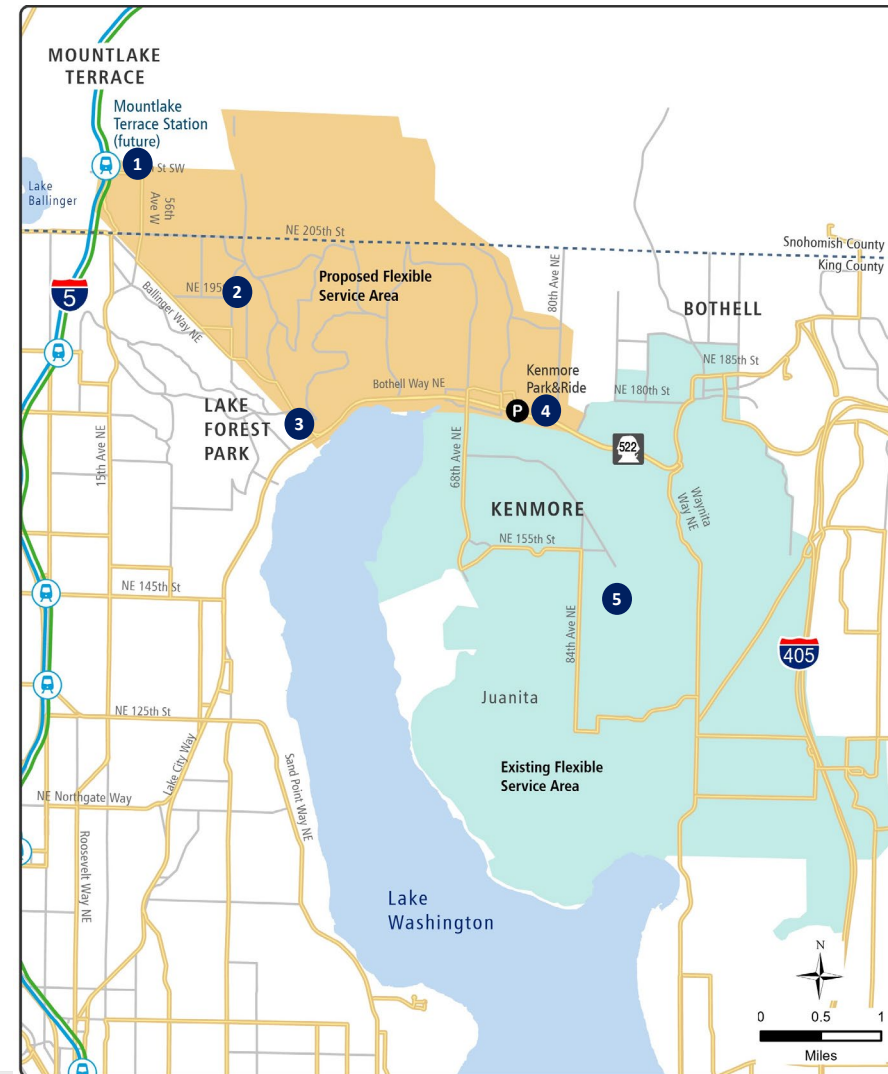 MOUNTLAKE
TERRACE
Mountlake
Terrace Station
(future)
1
St SW
Lake
Ballinger
56th
Ave W
NE 205th St
Snohomish County
King County
5
NE 195
2
Proposed Flexible
Service Area
80th Ave NE
BOTHELL
Ballinger Way NE
NE 185th St
Kenmore
Park&Ride
Bothell Way NE
NE 180th St
P
4
LAKE
FOREST
PARK
3
15th Ave NE
68th Ave NE
522
Waynita
Way NE
KENMORE
NE 155th St
NE 145th St
5
84th Ave NE
405
Juanita
NE 125th St
Lake City Way
Sand Point Way NE
Existing Flexible
Service Area
NE Northgate Way
Roosevelt Way NE
Lake
Washington
N
0 0.5 1
Miles